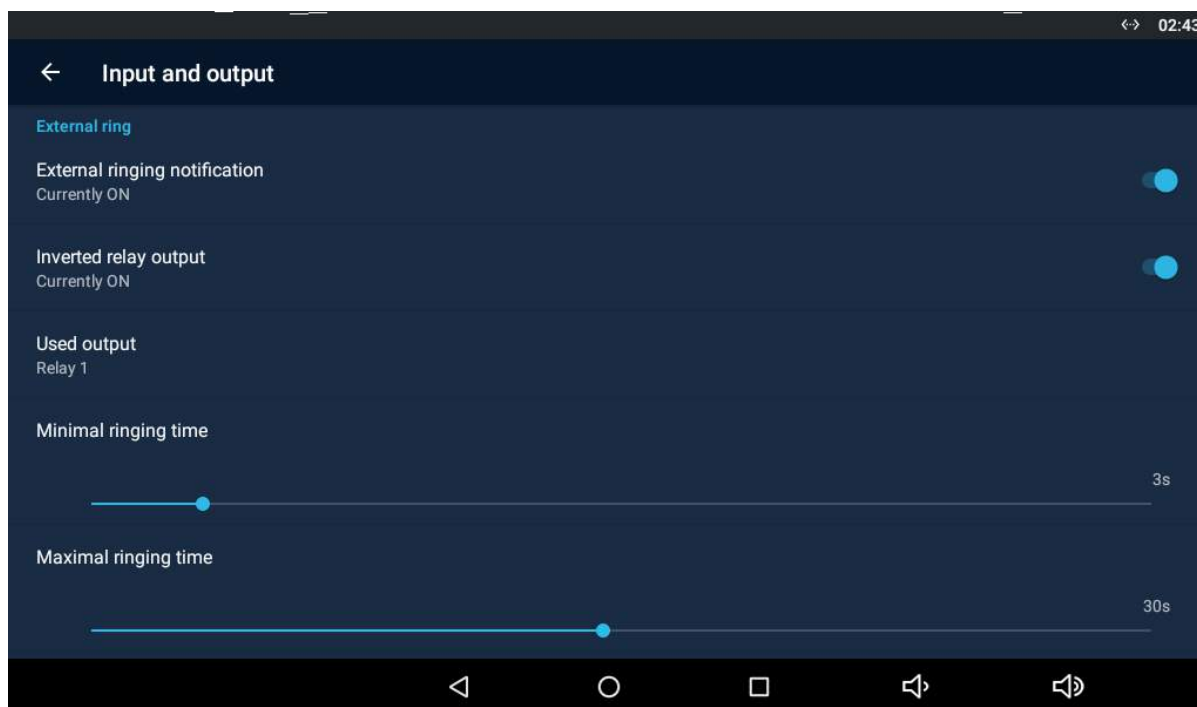 02:43
Input and output
External ring
External ringing notification
Currently ON
Inverted relay output
Currently ON
Used output
Relay 1
Minimal ringing time
3s
Maximal ringing time
30s